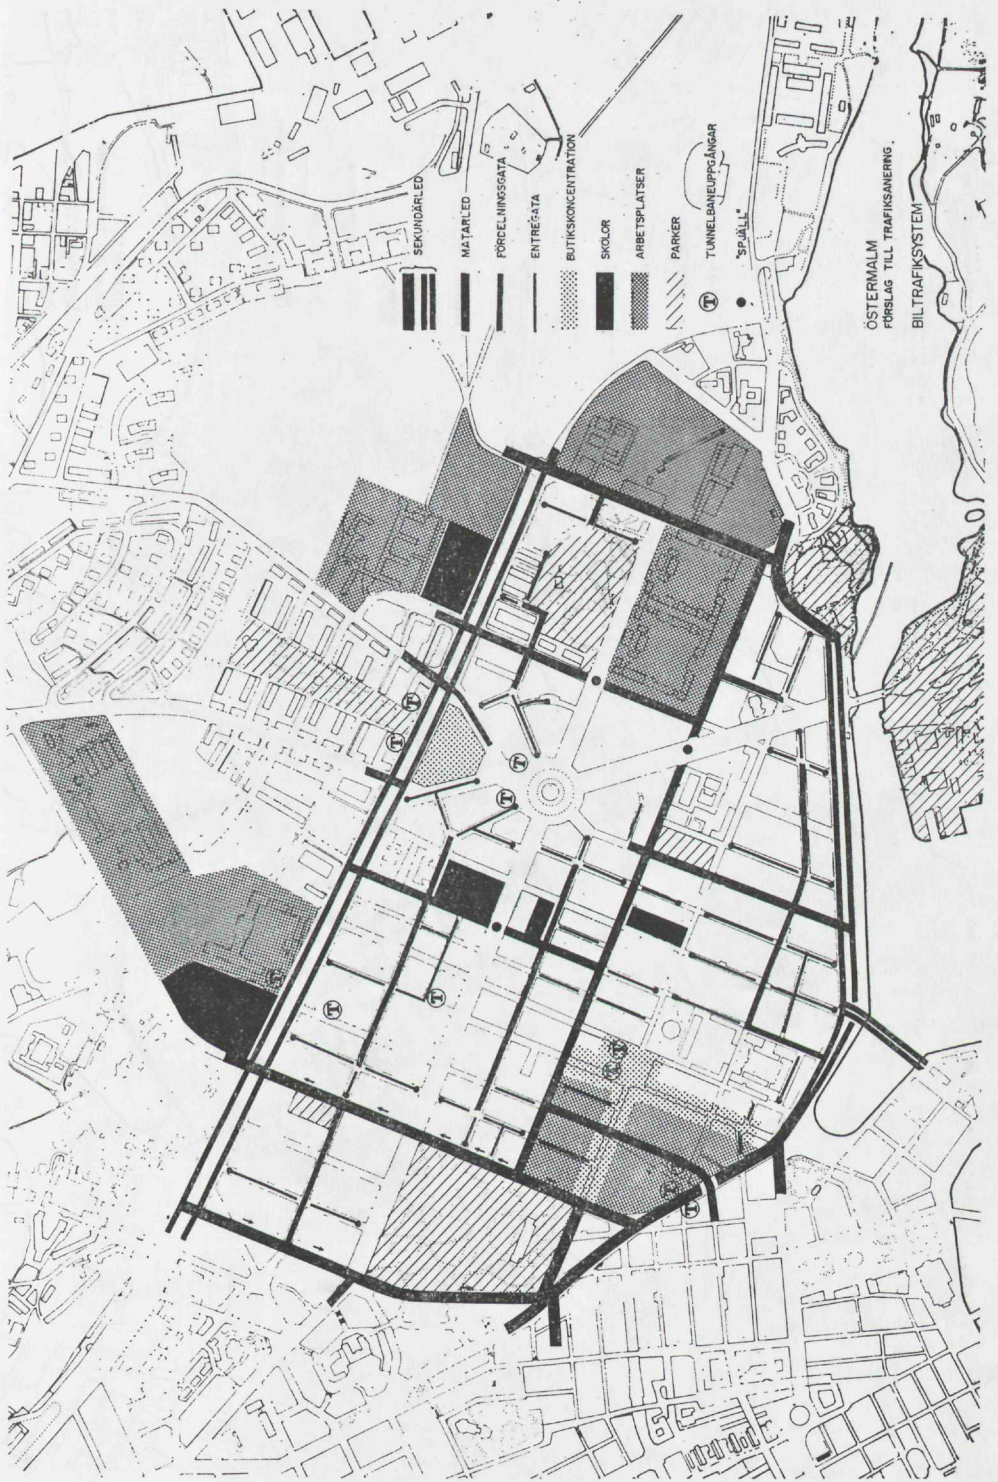 SEKUNDÄRLED
MATARLED
FÖRDELNINGSGATA
ENTRÉGATA
BUTIKSKONCENTRATION
SKOLOR
ARBETSPLATSER
PARKER
T TUNNELBANEUPPGÅNGAR
"SPJÄLL"
ÖSTERMALM
FÖRSLAG TILL TRAFIKSANERING.
BILTRAFIKSYSTEM
T
T
T
T
T
T
T
T
T
T
T
T